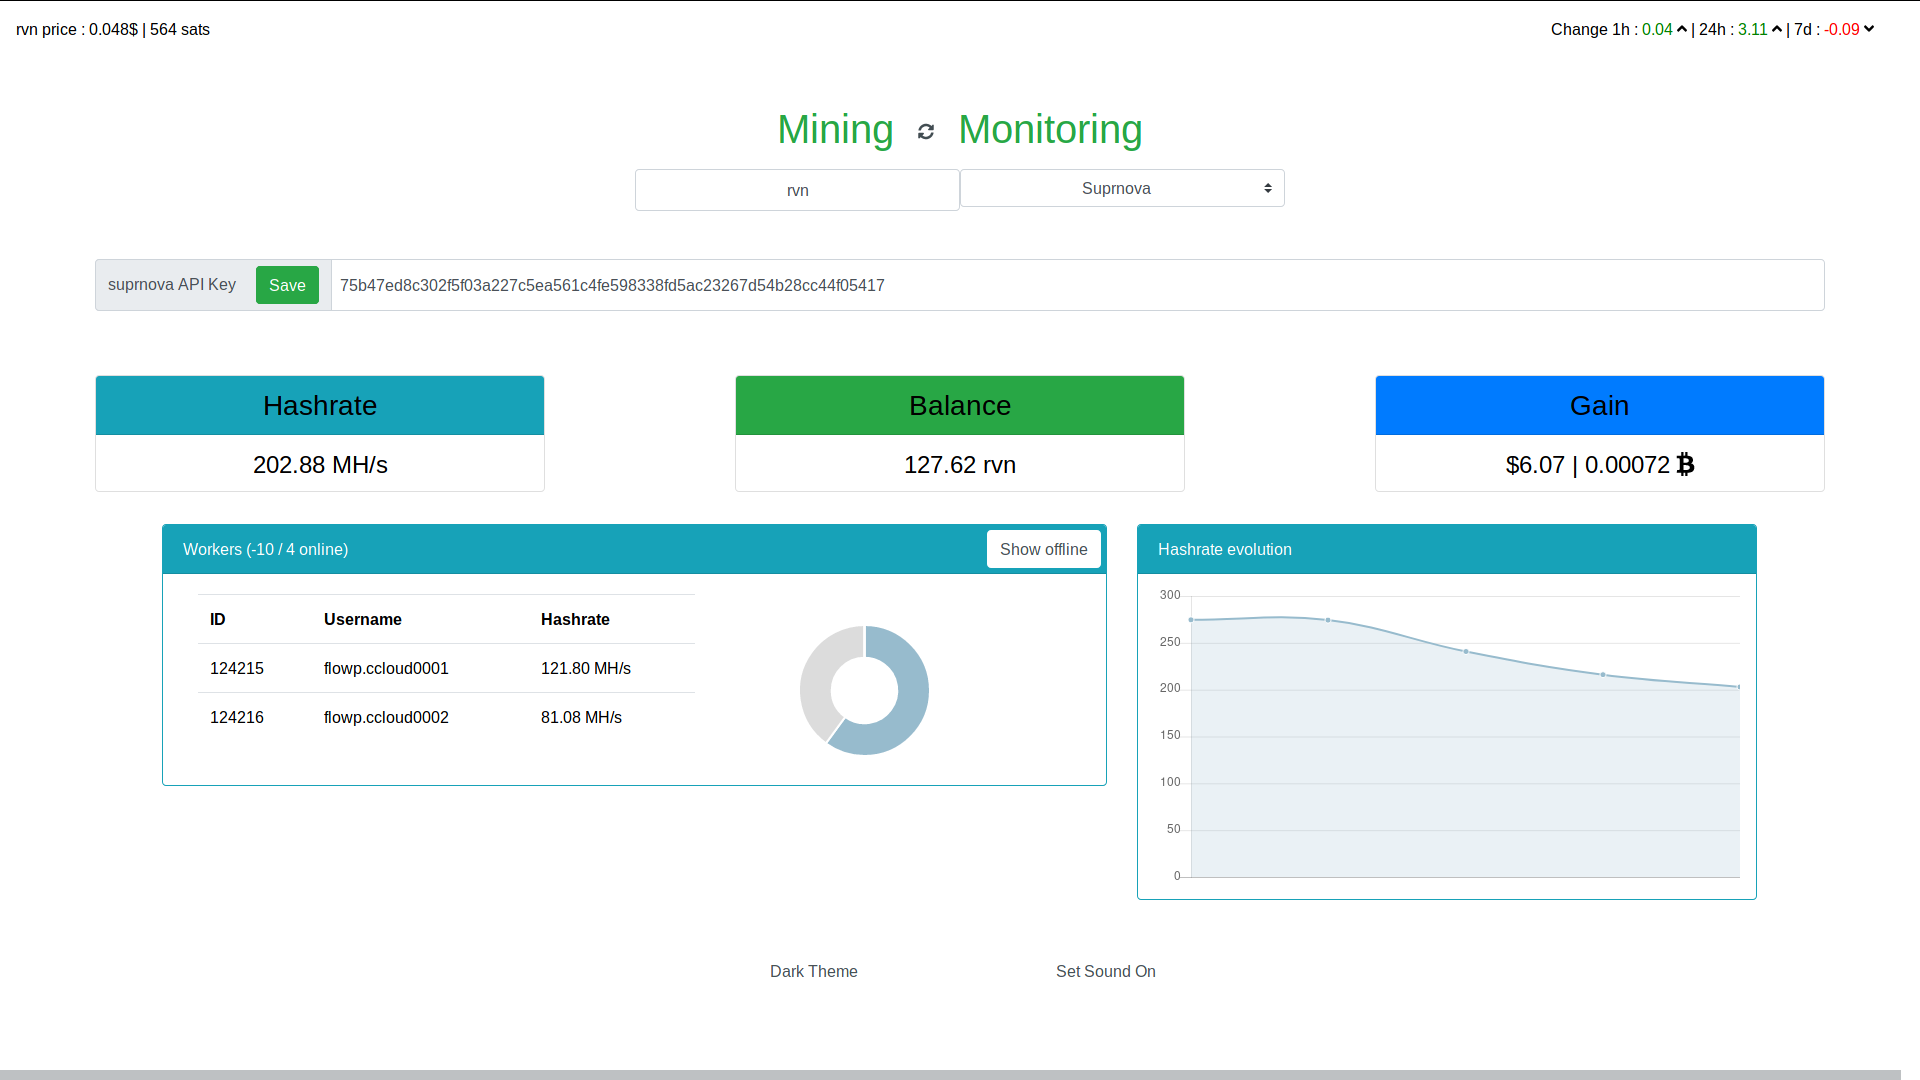 rvn price : 0.048$ | 564 sats
Change 1h : 0.04 | 24h : 3.11 | 7d : -0.09
Mining Monitoring
rvn
Suprnova
suprnova API Key
Save
75b47ed8c302f5f03a227c5ea561c4fe598338fd5ac23267d54b28cc44f05417
Hashrate
202.88 MH/s
Balance
127.62 rvn
Gain
$6.07 | 0.00072 ₿
Workers (-10 / 4 online)
Show offline
ID Username Hashrate
124215 flowp.ccloud0001 121.80 MH/s
124216 flowp.ccloud0002 81.08 MH/s
Hashrate evolution
300
250
200
150
100
50
0
Dark Theme
Set Sound On